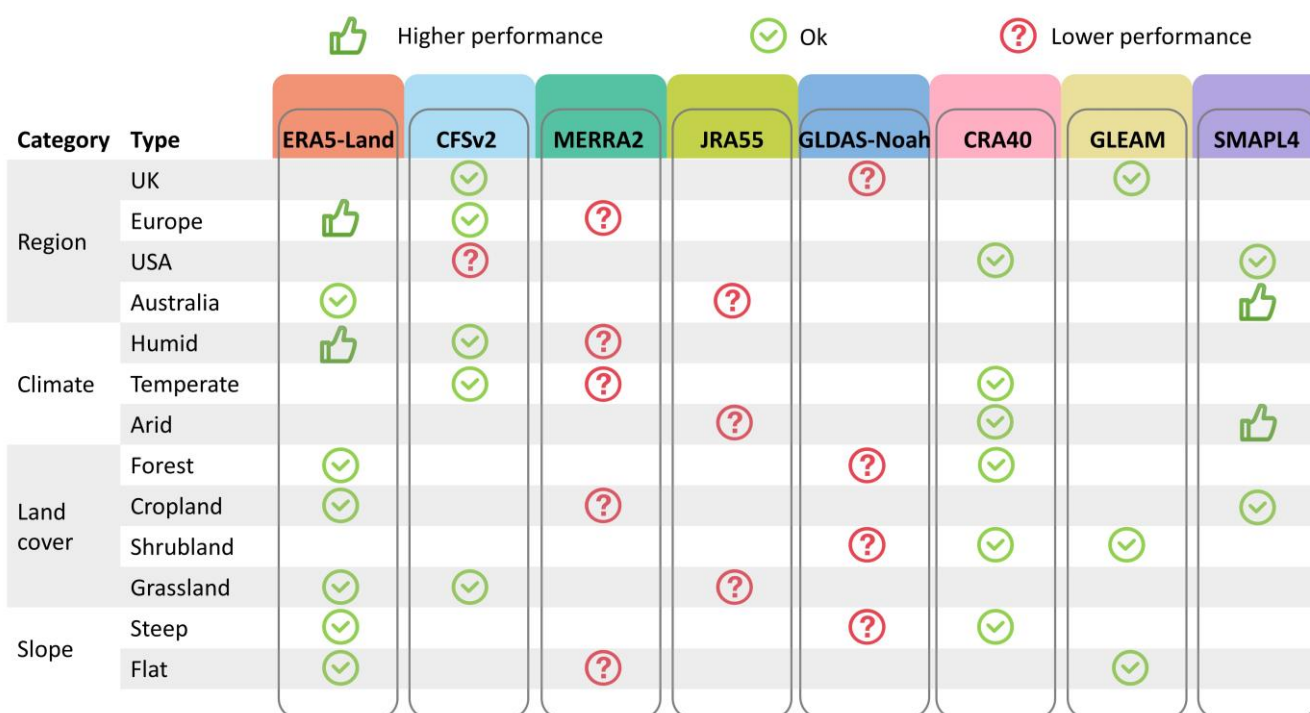 Higher performance Ok Lower performance
Category Type ERA5-Land CFSv2 MERRA2 JRA55 GLDAS-Noah CRA40 GLEAM SMAPL4
Region
UK
Europe
USA
Australia
Climate
Humid
Temperate
Arid
Land
cover
Forest
Cropland
Shrubland
Grassland
Slope
Steep
Flat